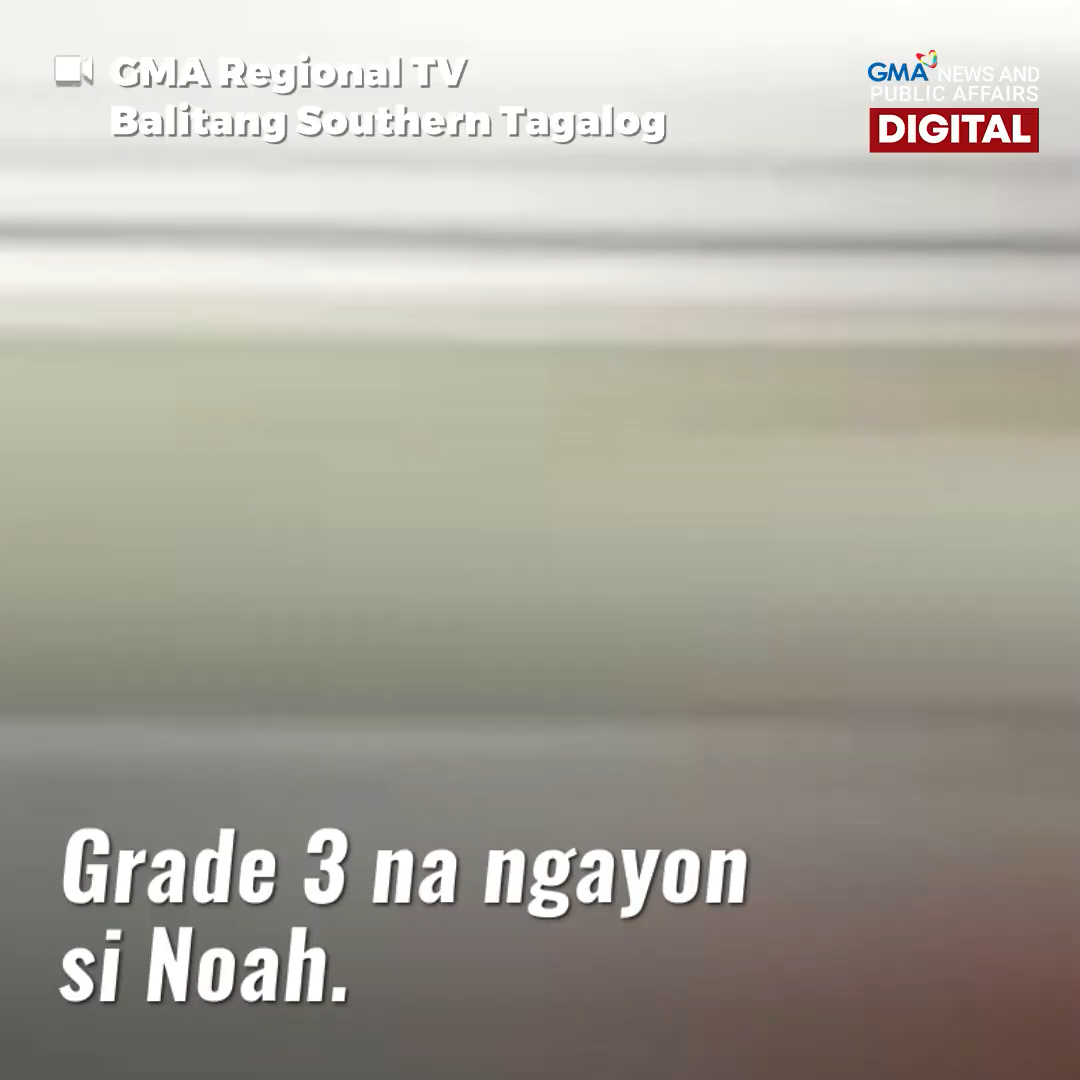 GMA Regional TV
Balitang Southern Tagalog
GMA NEWS AND
PUBLIC AFFAIRS
DIGITAL
Grade 3 na ngayon
si Noah.